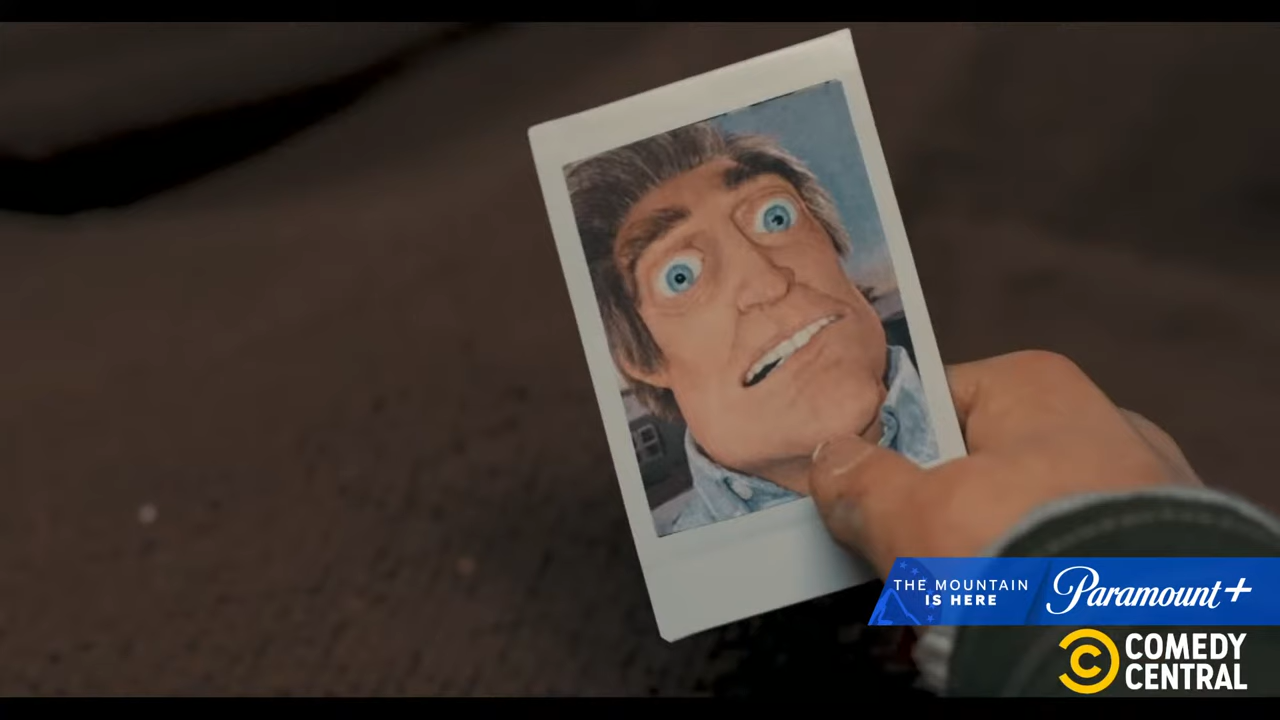 THE MOUNTAIN
IS HERE
Paramount+
COMEDY
CENTRAL